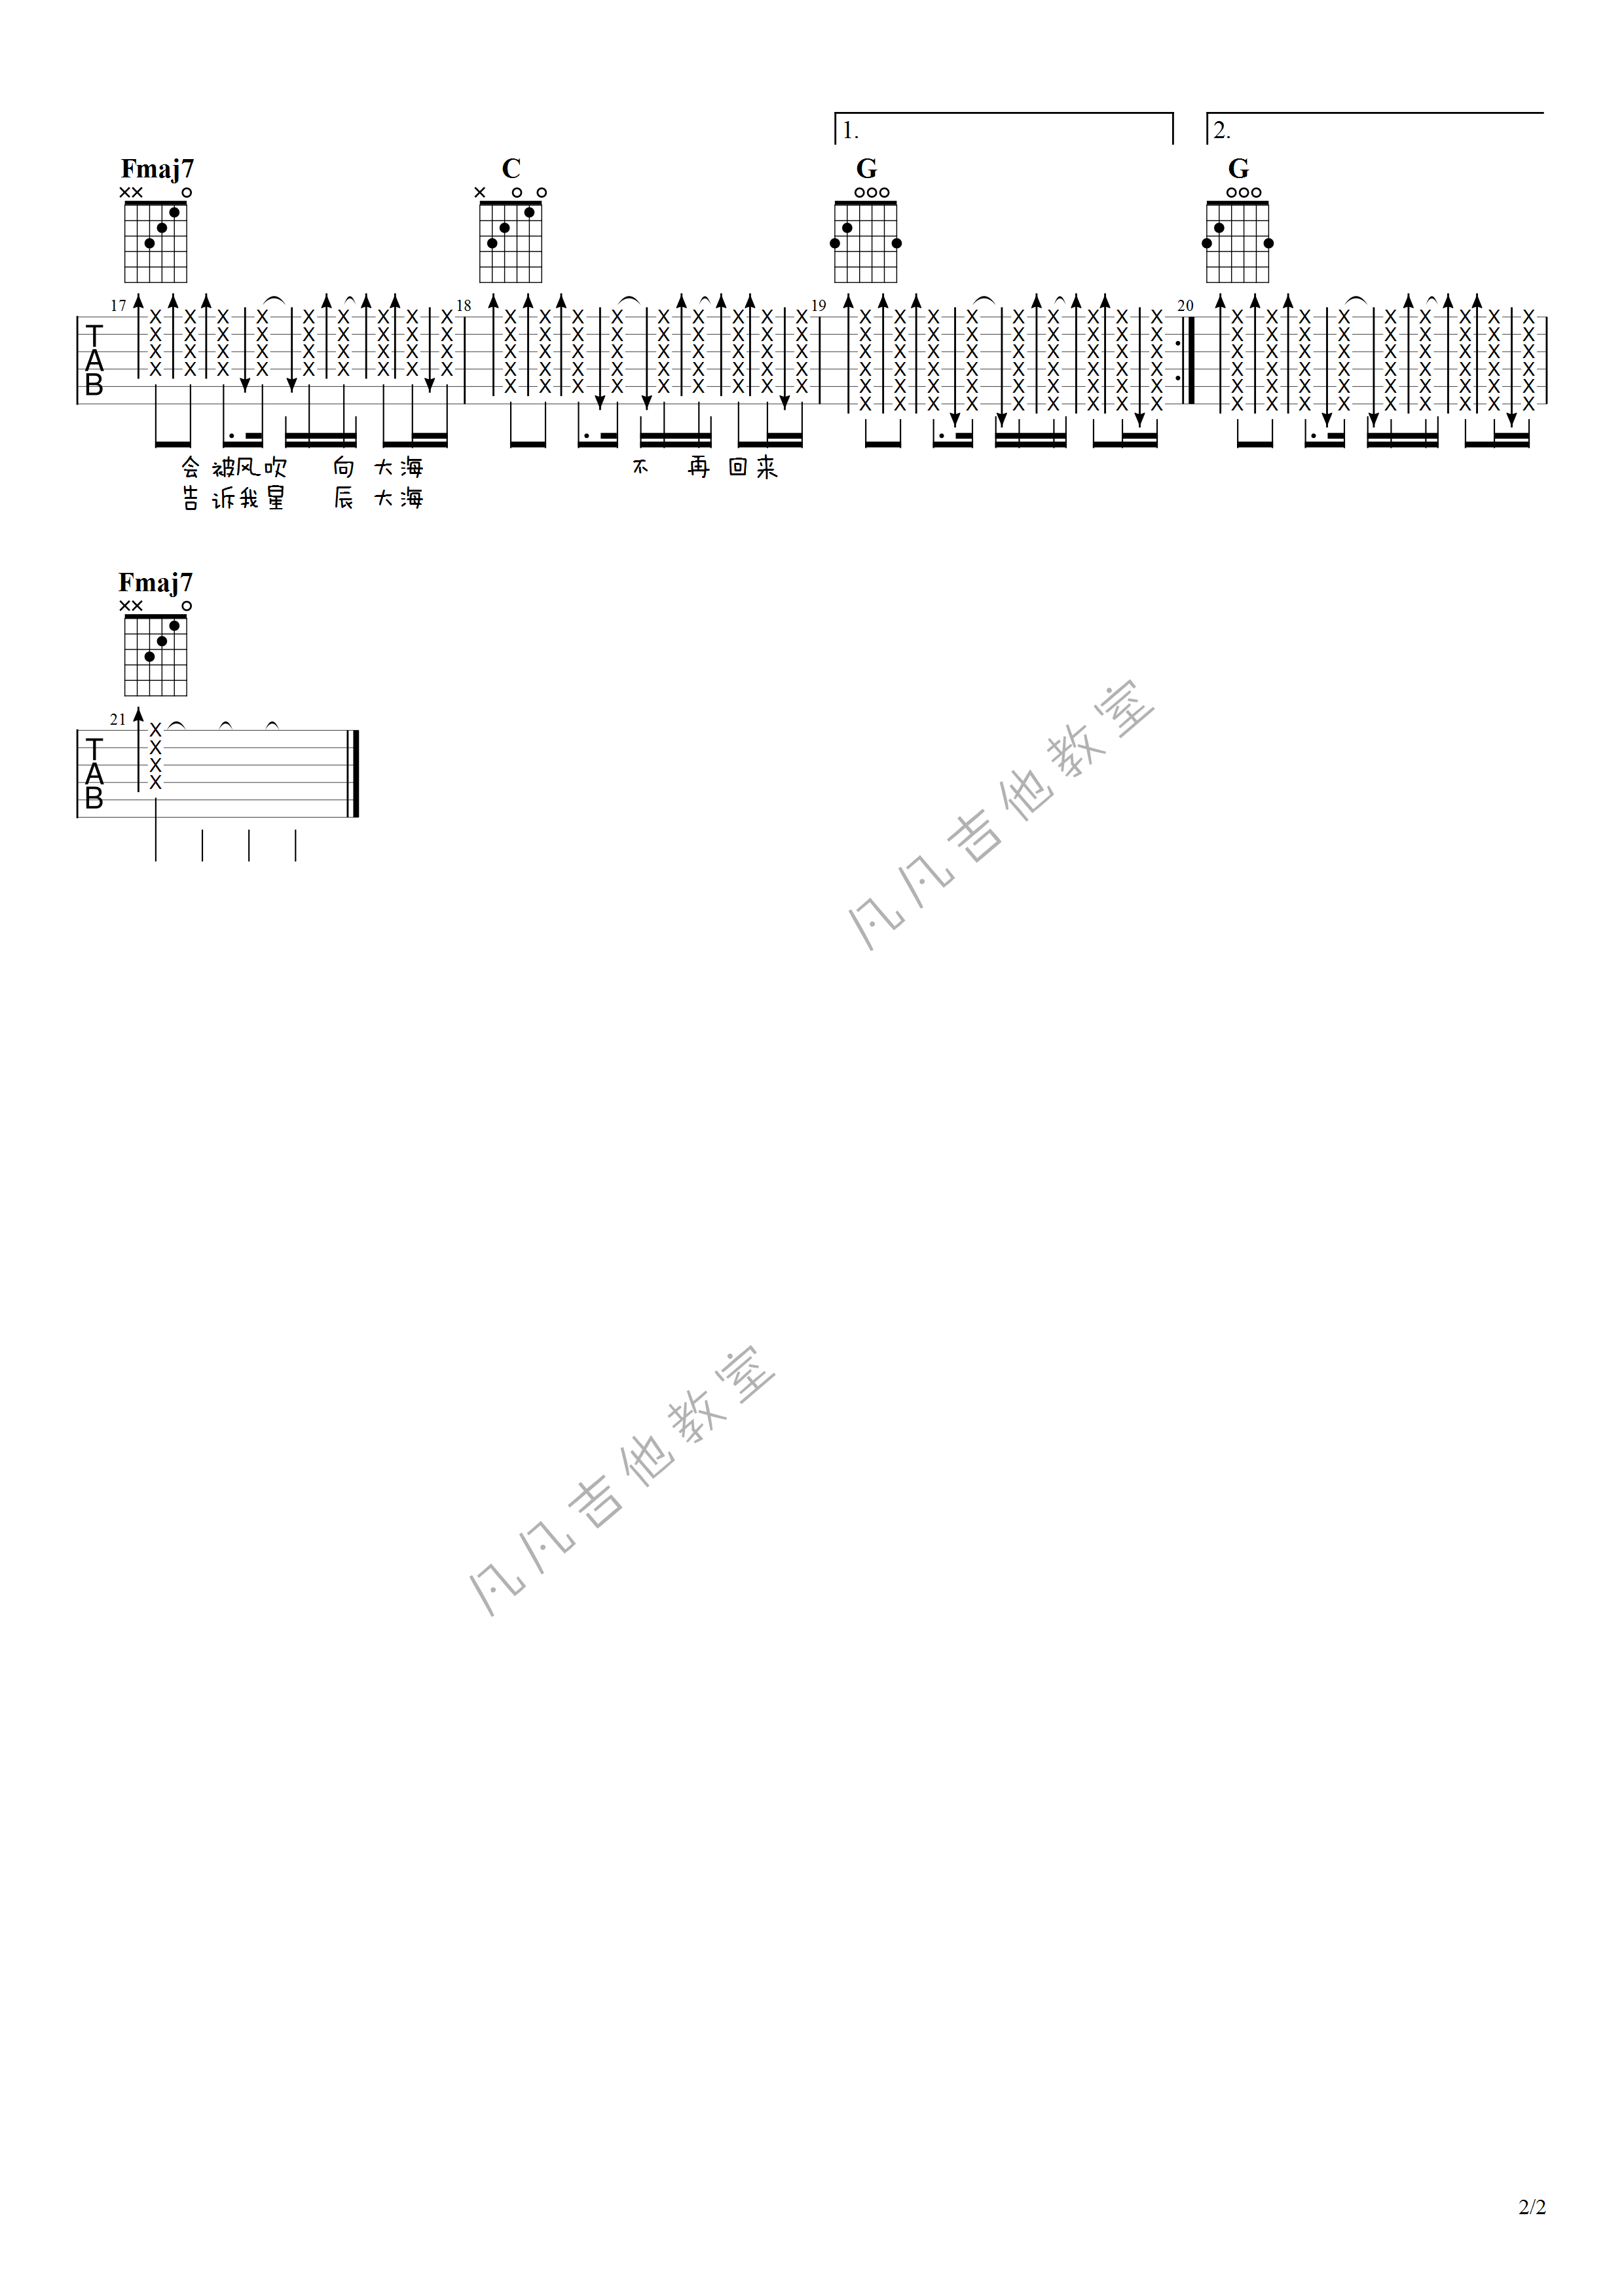 1. 2.
Fmaj7 C G G
17 18 19 20
TAB
会被风吹 向大海 不 再回来
告诉我星 辰大海
Fmaj7
21
TAB
凡凡吉他教室
凡凡吉他教室
2/2